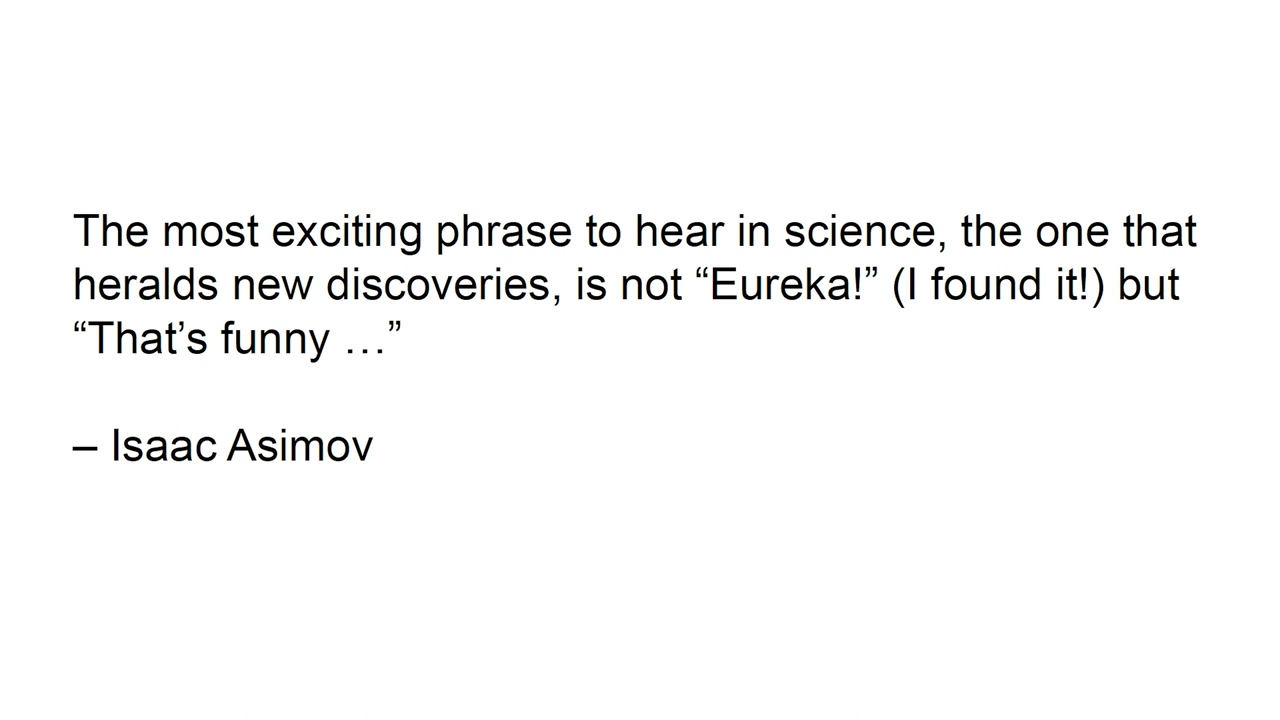 The most exciting phrase to hear in science, the one that
heralds new discoveries, is not “Eureka!” (I found it!) but
“That’s funny …”
– Isaac Asimov